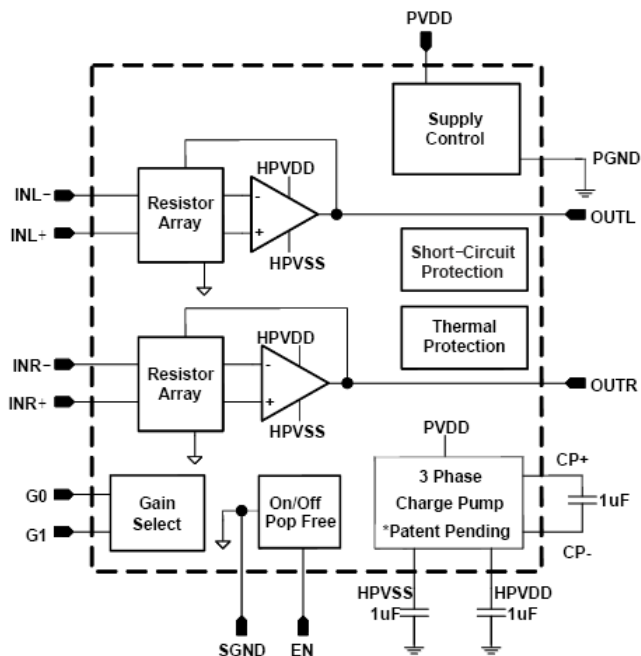 PVDD
Supply
Control
PGND
HPVDD
INL-
INL+
Resistor
Array
-
+
HPVSS
OUTL
Short-Circuit
Protection
Thermal
Protection
HPVDD
INR-
INR+
Resistor
Array
-
+
HPVSS
OUTR
PVDD
3 Phase
Charge Pump
*Patent Pending
CP+
1uF
CP-
G0
G1
Gain
Select
On/Off
Pop Free
HPVSS
1uF
HPVDD
1uF
SGND
EN